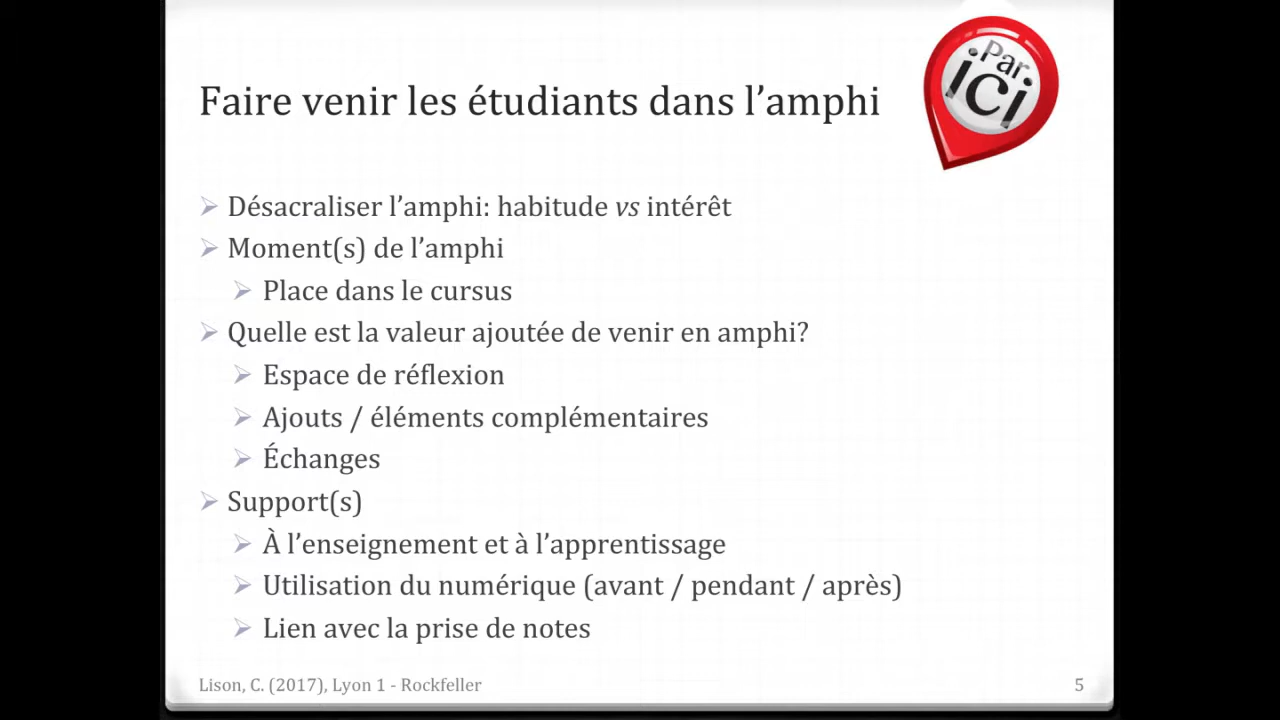 Par
ici
Faire venir les étudiants dans l’amphi
Désacraliser l’amphi: habitude vs intérêt
Moment(s) de l’amphi
Place dans le cursus
Quelle est la valeur ajoutée de venir en amphi?
Espace de réflexion
Ajouts / éléments complémentaires
Échanges
Support(s)
À l’enseignement et à l’apprentissage
Utilisation du numérique (avant / pendant / après)
Lien avec la prise de notes
Lison, C. (2017), Lyon 1 - Rockfeller
5